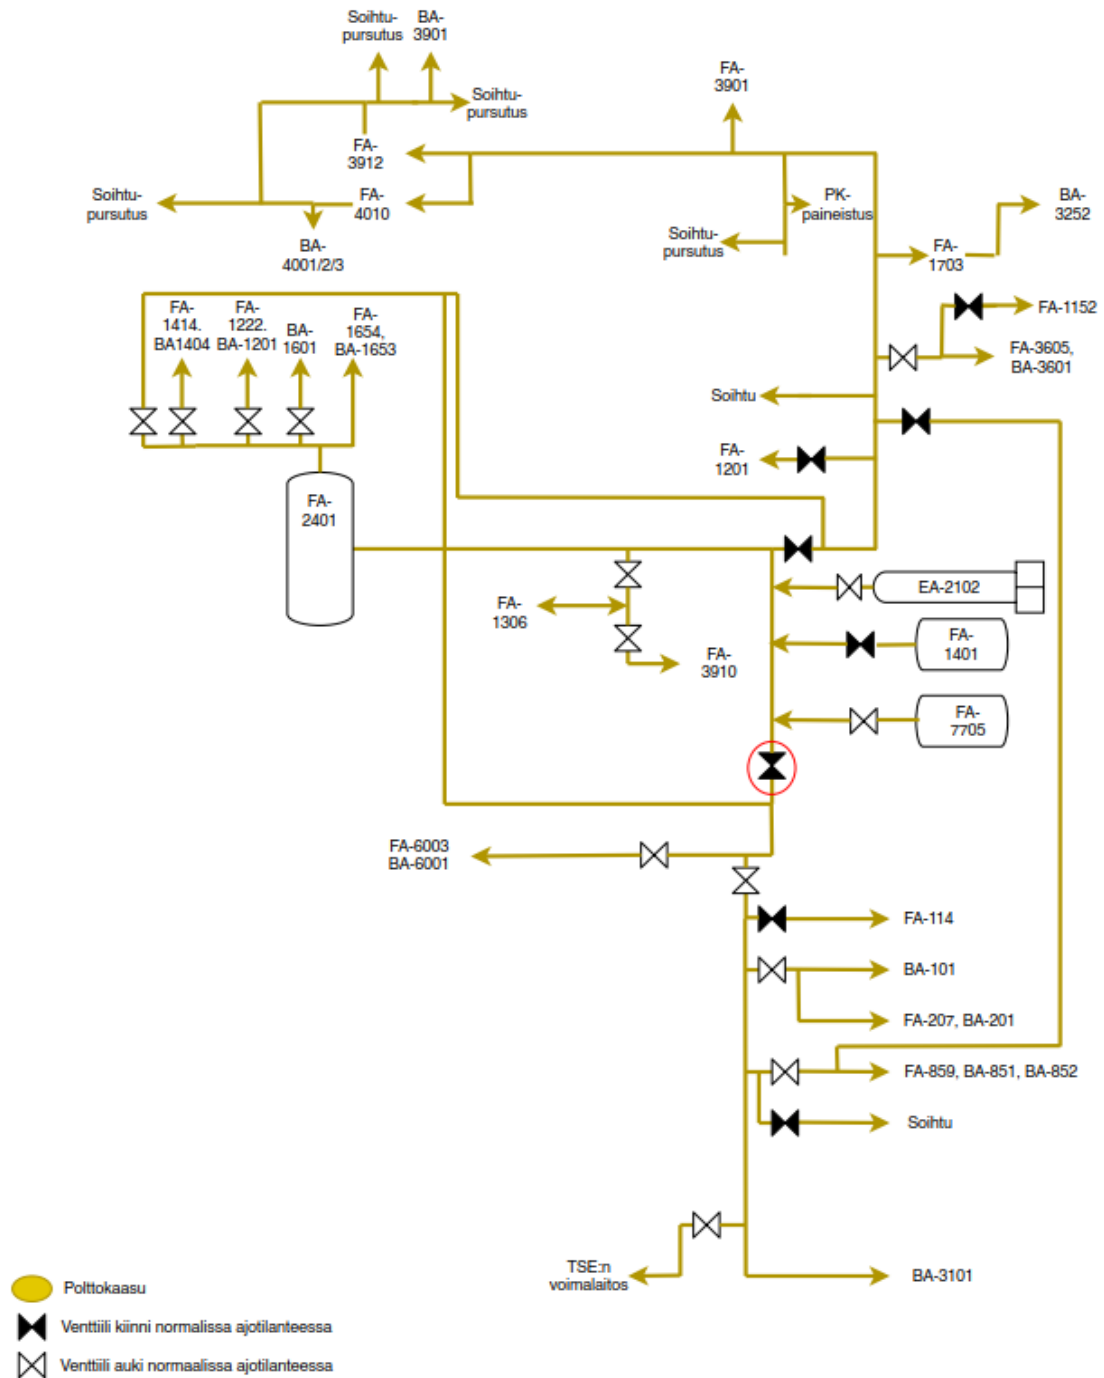 Soihtu-
pursutus
BA-
3901
Soihtu-
pursutus
FA-
3901
FA-
3912
Soihtu-
pursutus
FA-
4010
BA-
4001/2/3
PK-
paineistus
Soihtu-
pursutus
BA-
3252
FA-
1703
FA-1152
FA-3605,
BA-3601
FA-
1414.
BA1404
FA-
1222.
BA-1201
BA-
1601
FA-
1654,
BA-1653
Soihtu
FA-
1201
FA-
2401
EA-2102
FA-
1306
FA-
1401
FA-
3910
FA-
7705
FA-6003
BA-6001
FA-114
BA-101
FA-207, BA-201
FA-859, BA-851, BA-852
Soihtu
TSE:n
voimalaitos
BA-3101
Polttokaasu
Venttiili kiinni normalissa ajotilanteessa
Venttiili auki normaalissa ajotilanteessa